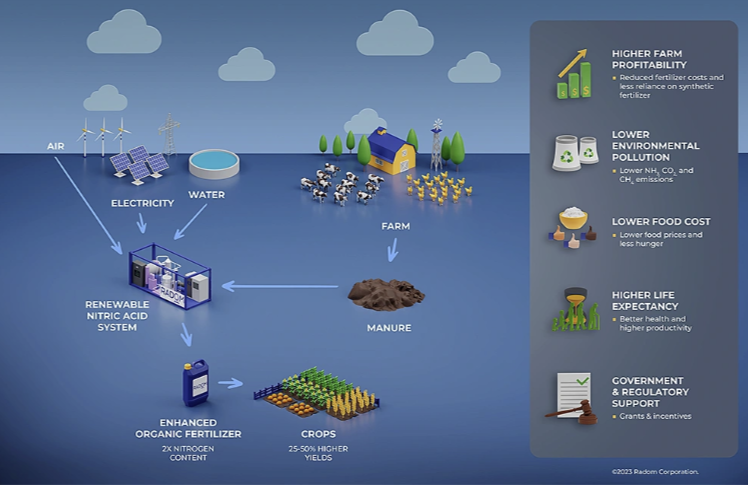 AIR
ELECTRICITY
WATER
FARM
RENEWABLE
NITRIC ACID
SYSTEM
RADOM
MANURE
ENHANCED
ORGANIC FERTILIZER
2X NITROGEN
CONTENT
CROPS
25-50% HIGHER
YIELDS
HIGHER FARM
PROFITABILITY
Reduced fertilizer costs and
less reliance on synthetic
fertilizer
LOWER
ENVIRONMENTAL
POLLUTION
Lower NH₃ CO₂ and
CH₄ emissions
LOWER FOOD COST
Lower food prices and
less hunger
HIGHER LIFE
EXPECTANCY
Better health and
higher productivity
GOVERNMENT
& REGULATORY
SUPPORT
Grants & incentives
©2023 Radom Corporation.